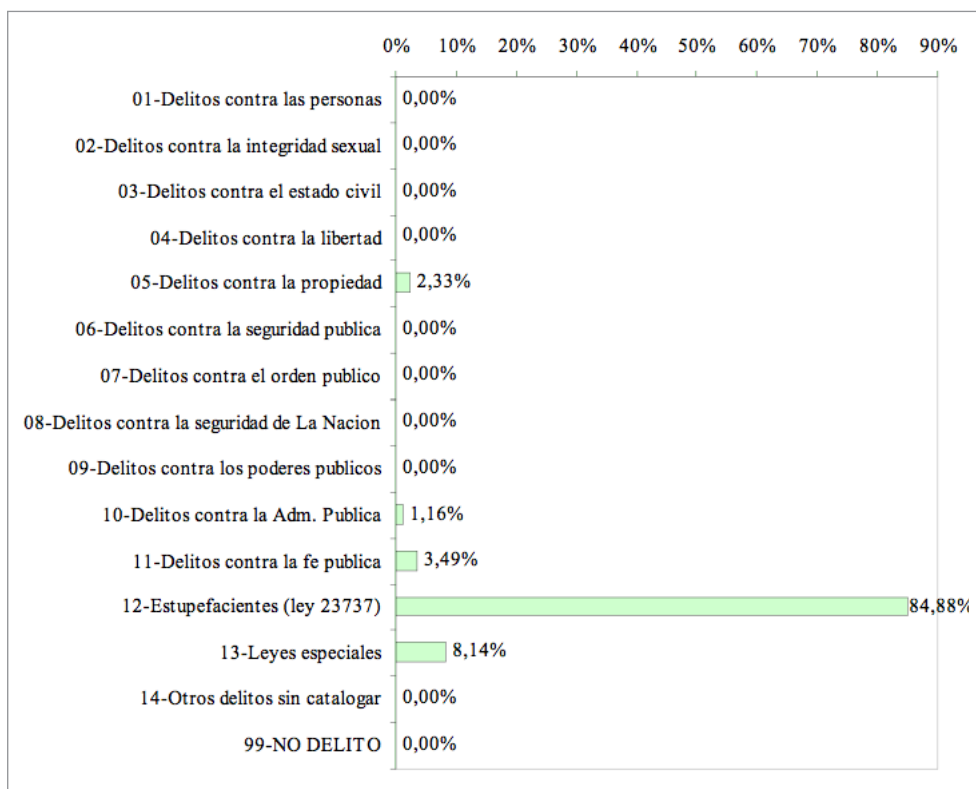 0% 10% 20% 30% 40% 50% 60% 70% 80% 90%
01-Delitos contra las personas 0,00%
02-Delitos contra la integridad sexual 0,00%
03-Delitos contra el estado civil 0,00%
04-Delitos contra la libertad 0,00%
05-Delitos contra la propiedad 2,33%
06-Delitos contra la seguridad publica 0,00%
07-Delitos contra el orden publico 0,00%
08-Delitos contra la seguridad de La Nacion 0,00%
09-Delitos contra los poderes publicos 0,00%
10-Delitos contra la Adm. Publica 1,16%
11-Delitos contra la fe publica 3,49%
12-Estupefacientes (ley 23737) 84,88%
13-Leyes especiales 8,14%
14-Otros delitos sin catalogar 0,00%
99-NO DELITO 0,00%